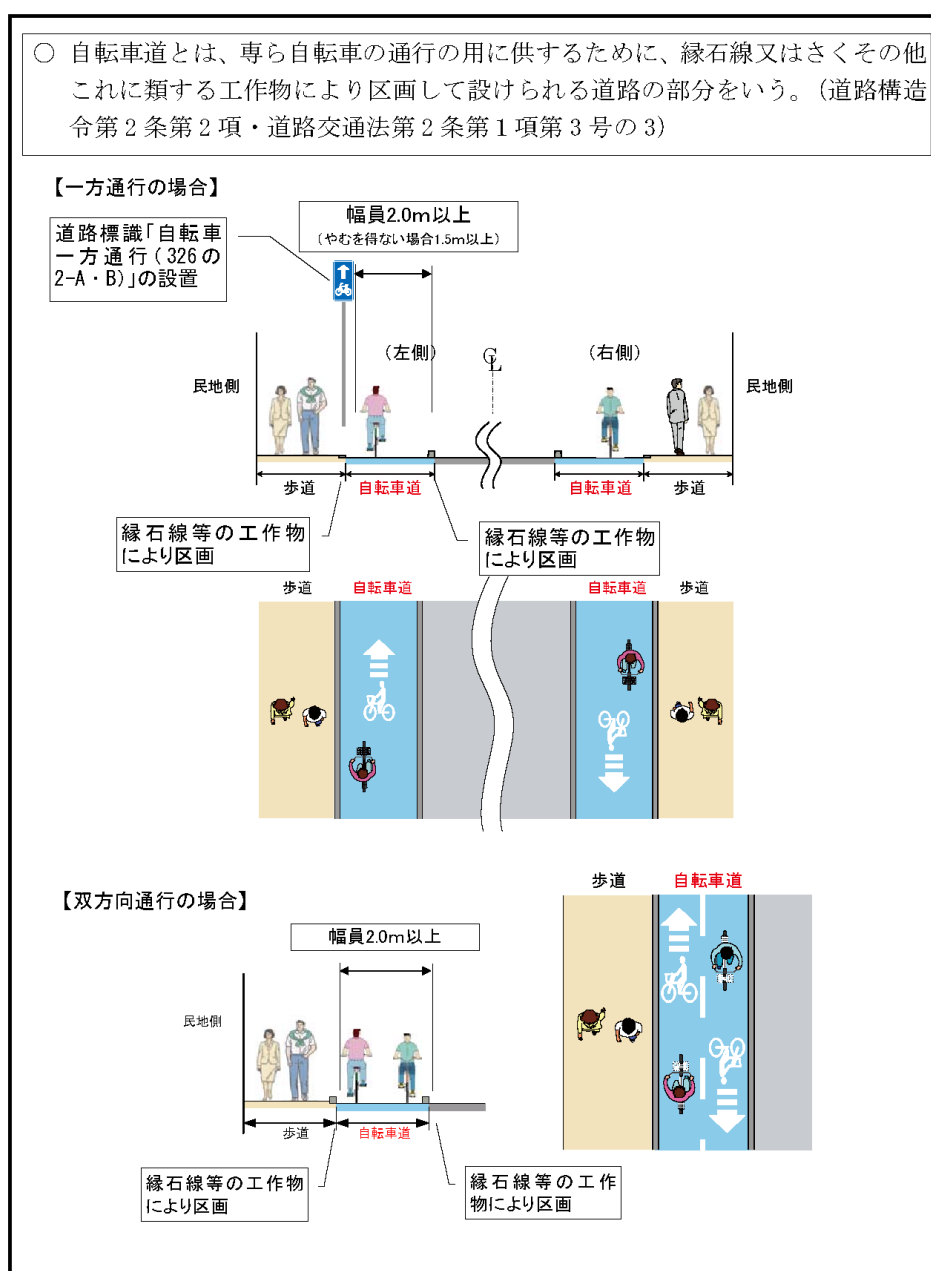 ○ 自転車道とは、専ら自転車の通行の用に供するために、縁石線又はさくその他
これに類する工作物により区画して設けられる道路の部分をいう。（道路構造
令第２条第２項・道路交通法第２条第１項第３号の３）
【一方通行の場合】
道路標識「自転車
一方通行（326の
2-A・B）」の設置
幅員2.0m以上
（やむを得ない場合1.5m以上）
（左側）
CL
（右側）
民地側
民地側
歩道
自転車道
自転車道
歩道
縁石線等の工作物
により区画
縁石線等の工作物
により区画
歩道
自転車道
自転車道
歩道
【双方向通行の場合】
歩道
自転車道
幅員2.0m以上
民地側
歩道
自転車道
縁石線等の工作物
により区画
縁石線等の工作
物により区画